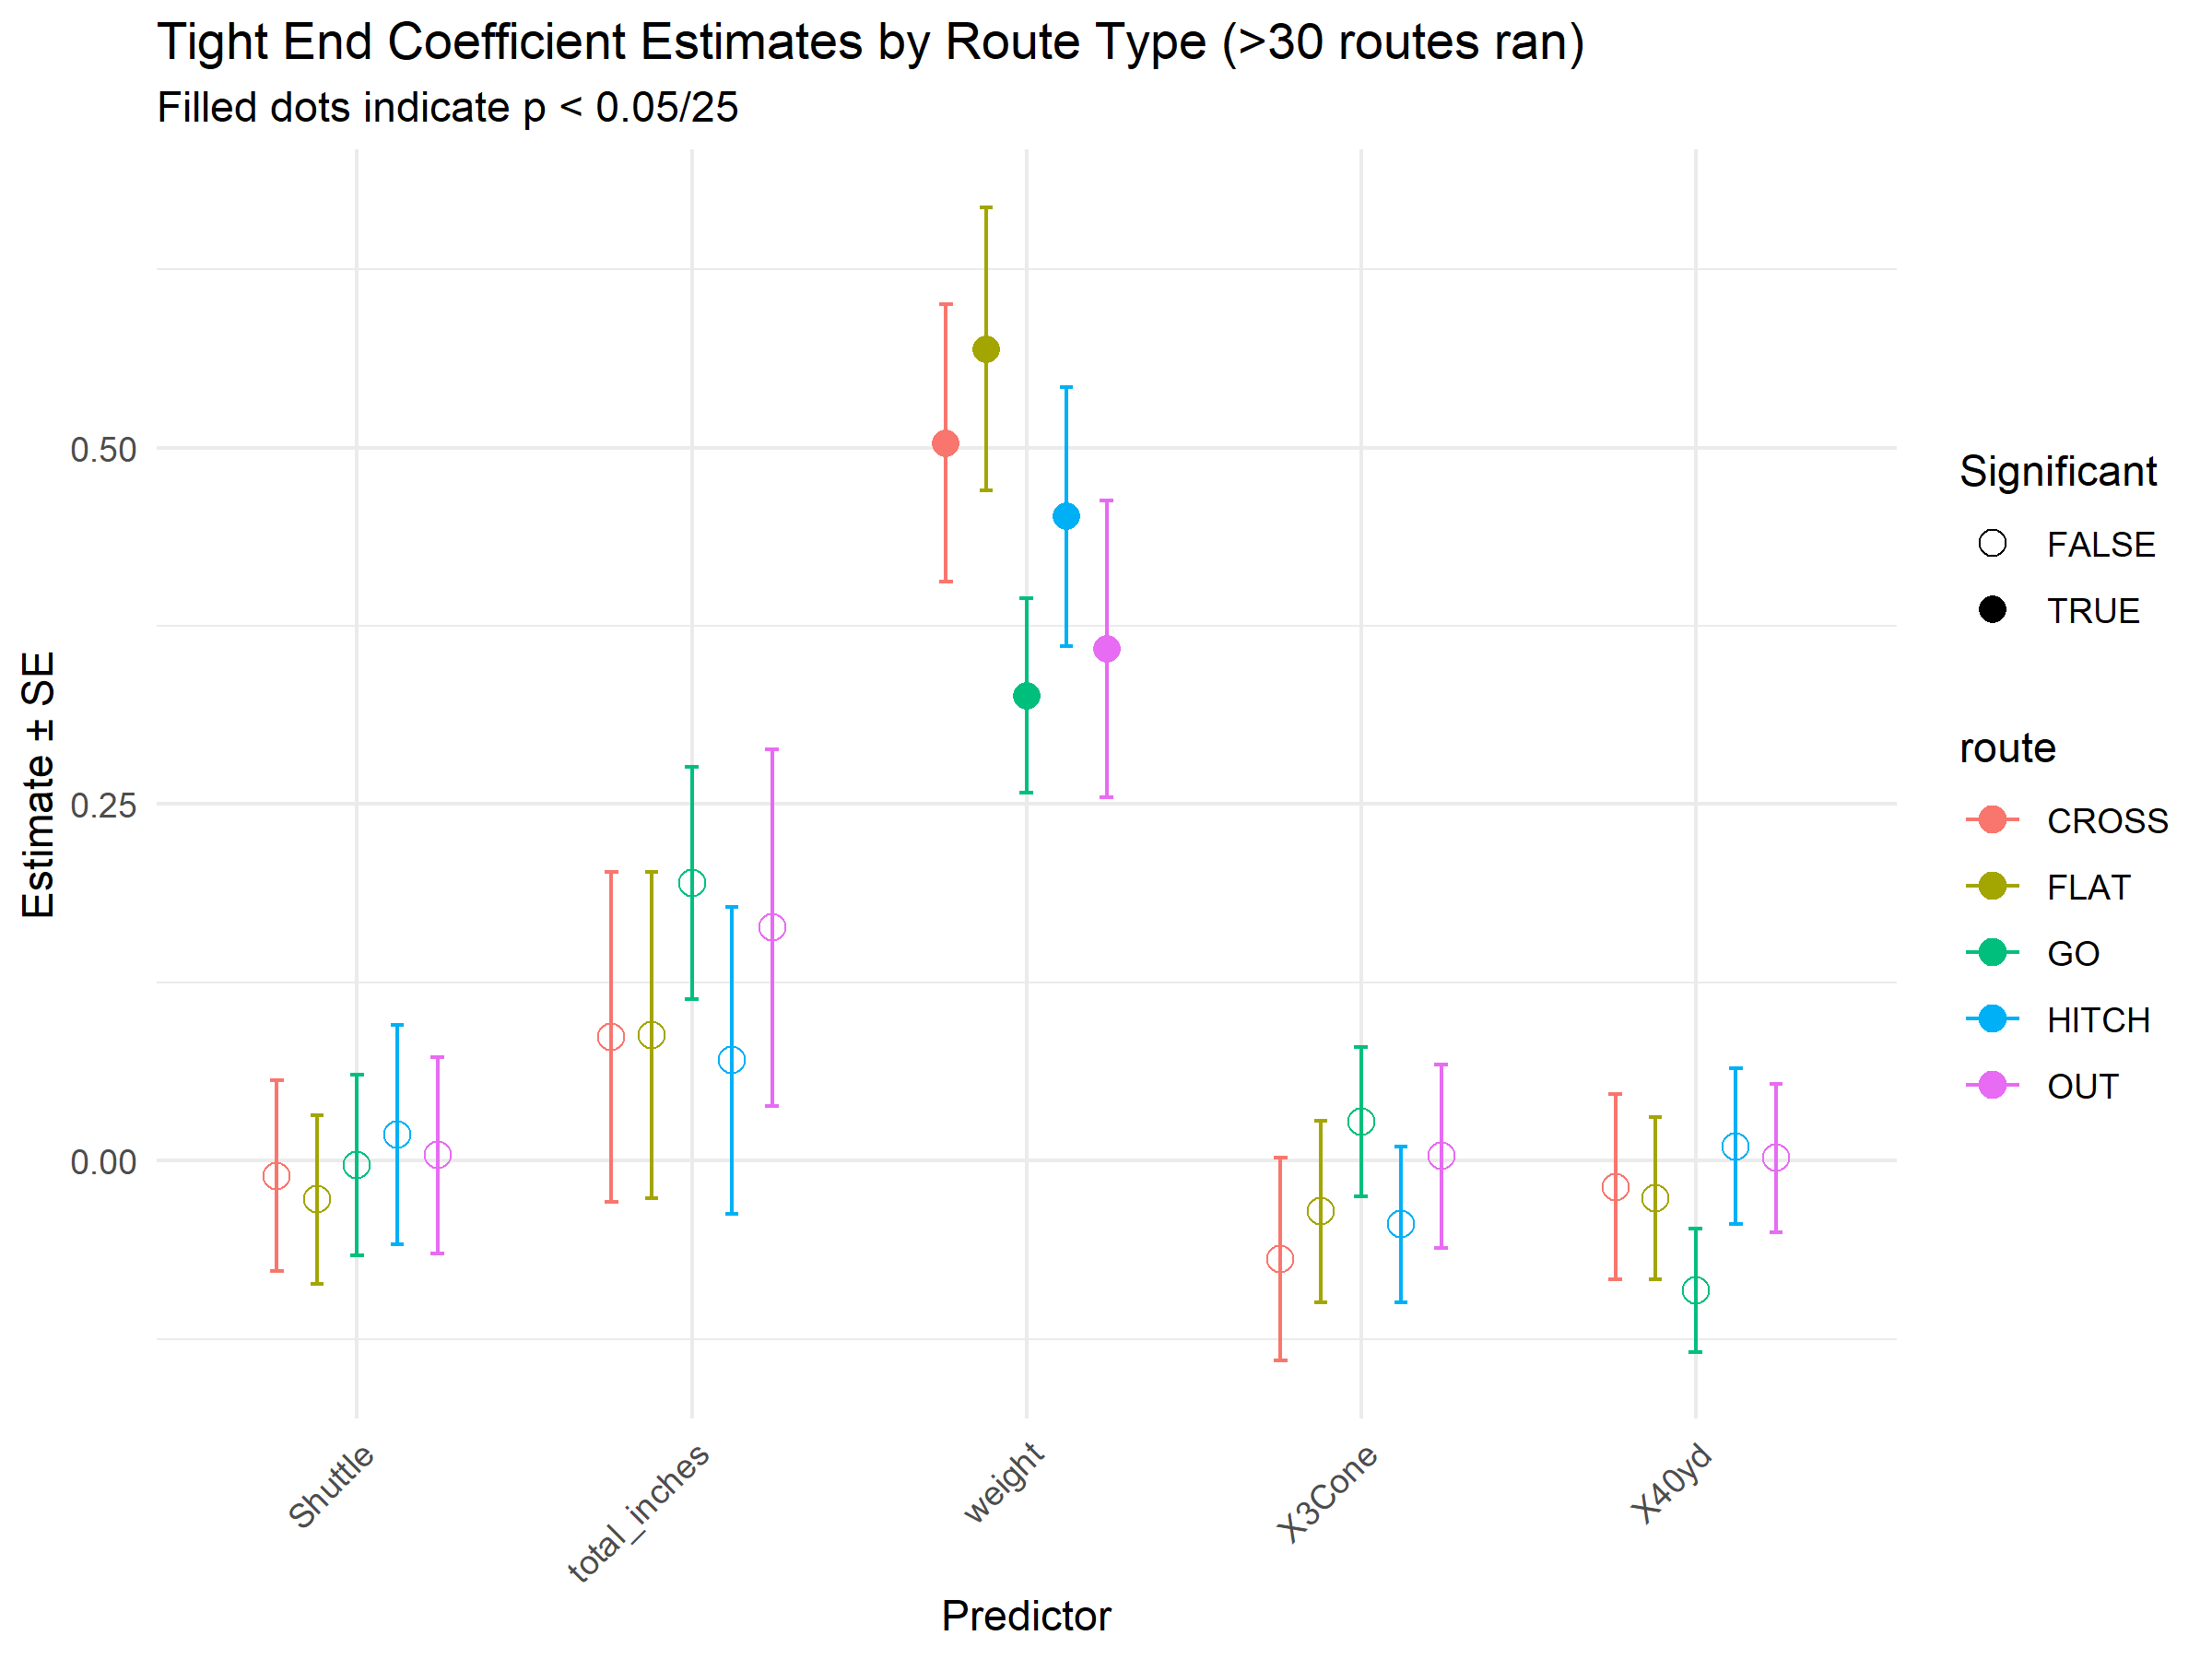 Tight End Coefficient Estimates by Route Type (>30 routes ran)
Filled dots indicate p < 0.05/25
Estimate ± SE
0.50
0.25
0.00
Shuttle
total_inches
weight
X3Cone
X40yd
Predictor
Significant
FALSE
TRUE
route
CROSS
FLAT
GO
HITCH
OUT